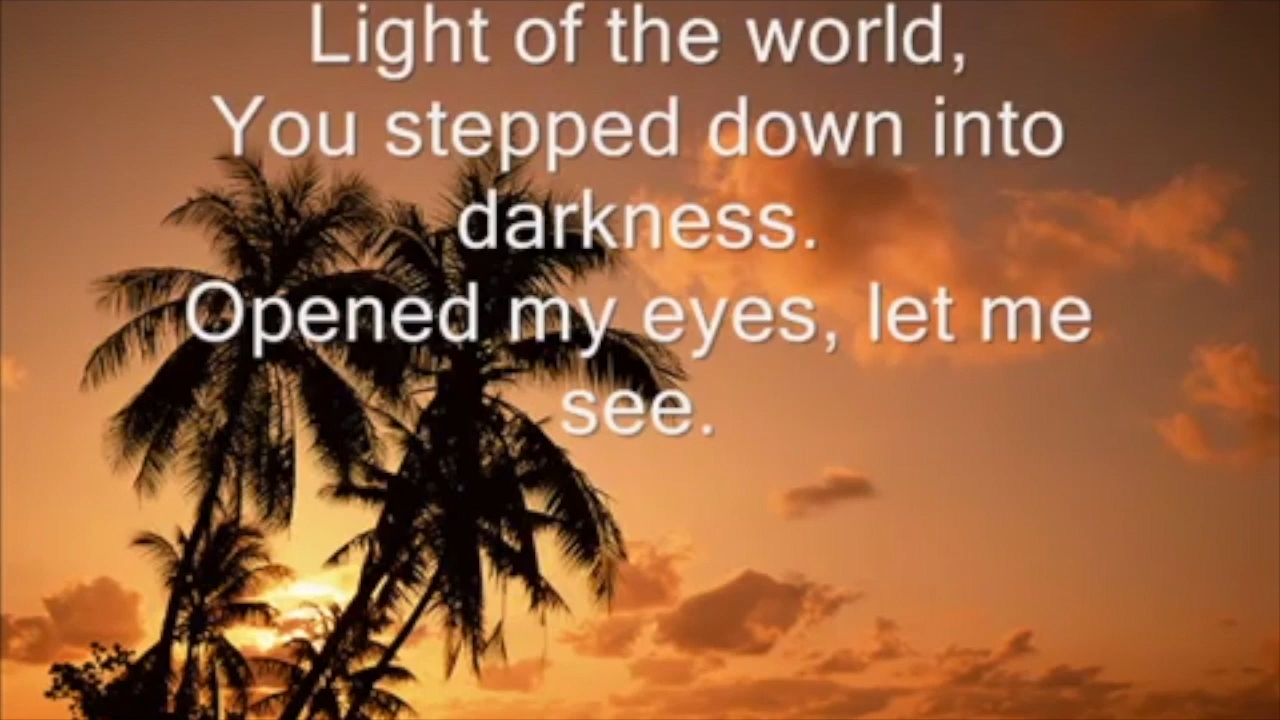 Light of the world,
You stepped down into
darkness.
Opened my eyes, let me
see.